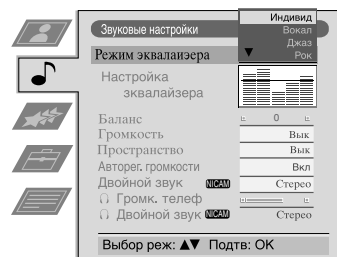 Звуковые настройки
Индивид
Вокал
Джаз
Рок
Режим эквалаиэера
Настройка
эквалайзера
Баланс 0
Громкость Вык
Пространство Вык
Авторег. громкости Вкл
Двойной звук NICAM Стерео
Громк. телеф
Двойной звук NICAM Стерео
Выбор реж: ▲▼ Подтв: OK